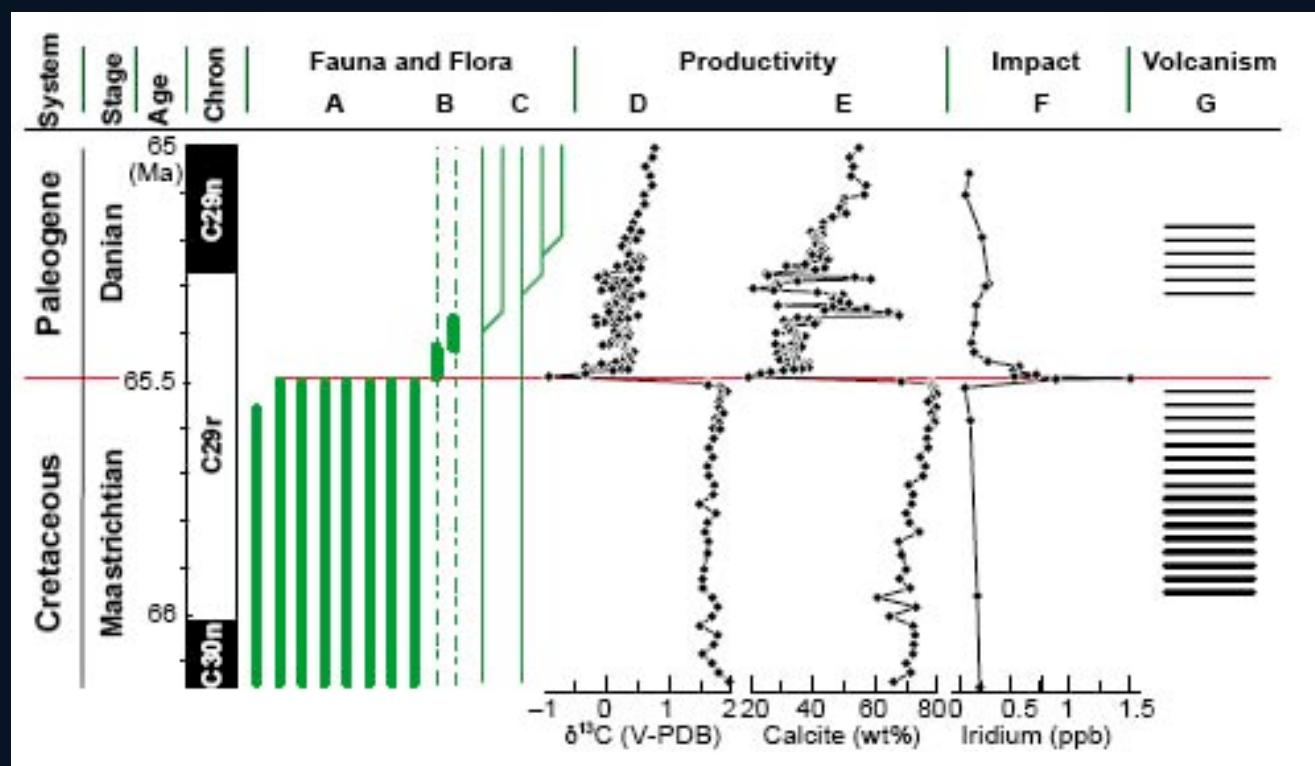 System
Stage
Age
Chron
Fauna and Flora
Productivity
Impact
Volcanism
A B C D E F G
65
(Ma)
65.5
66
Paleogene
Cretaceous
Danian
Maastrichtian
C29n
C29r
C30n
–1 0 1 2 20 40 60 80 0 0.5 1 1.5
δ¹³C (V-PDB) Calcite (wt%) Iridium (ppb)